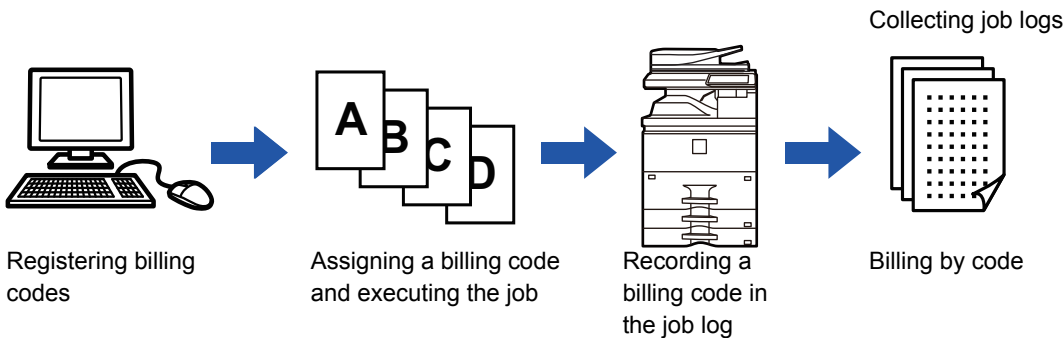 Collecting job logs
A
B
C
D
Registering billing
codes
Assigning a billing code
and executing the job
Recording a
billing code in
the job log
Billing by code